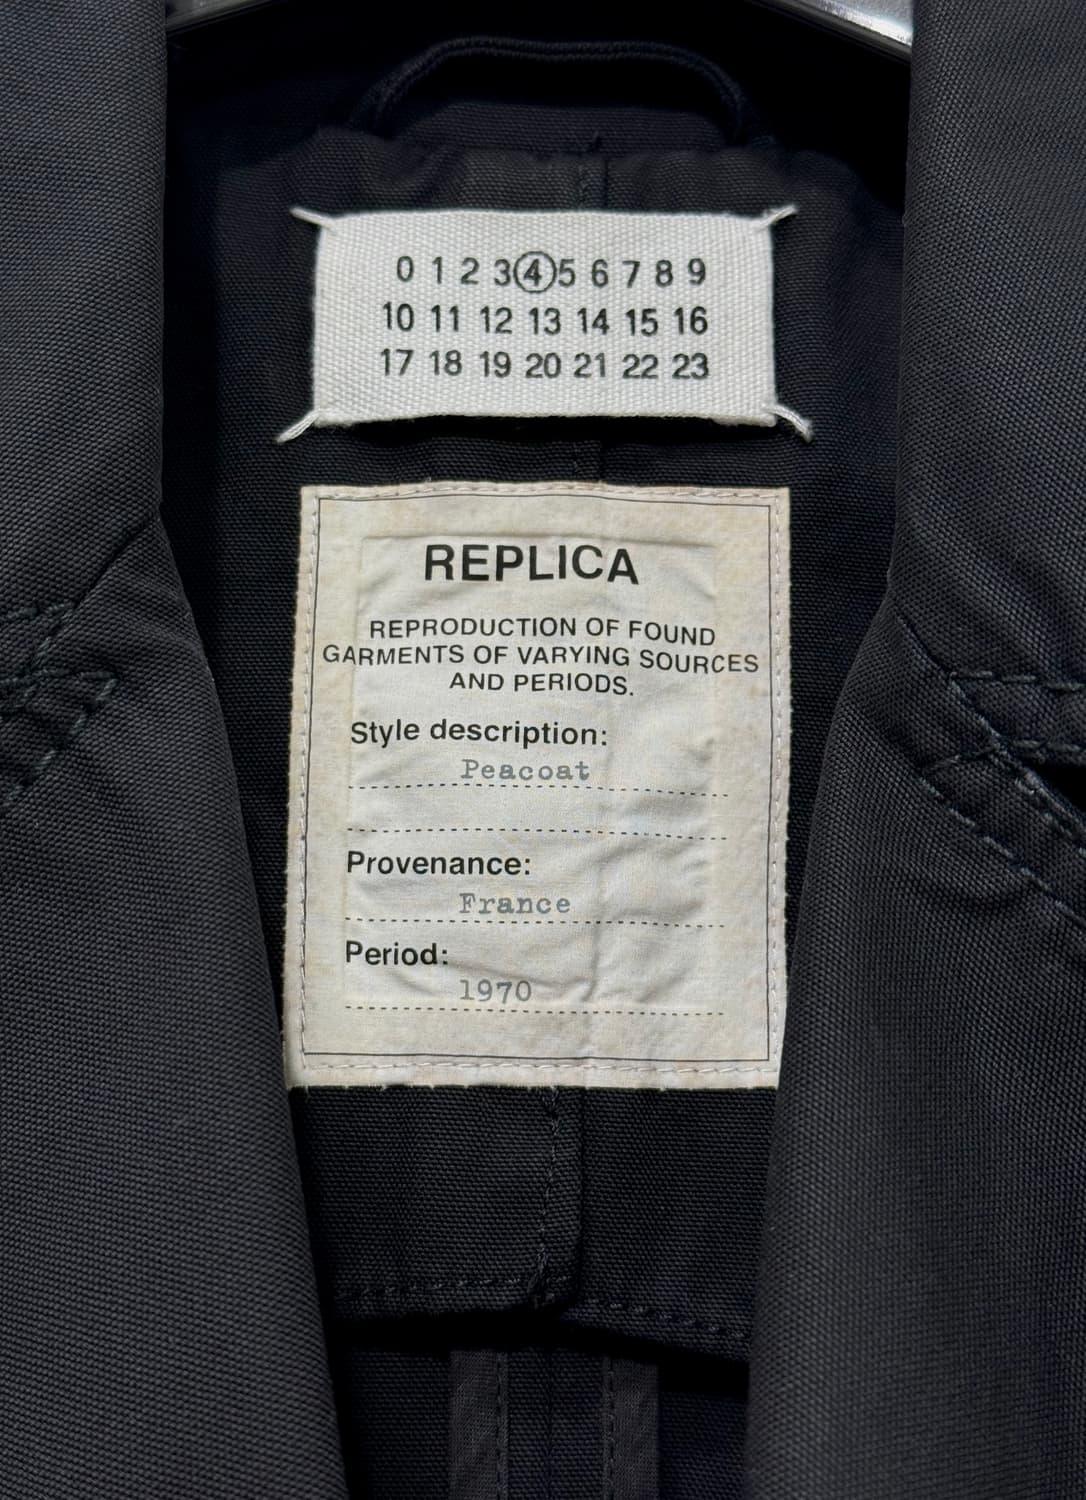 0 1 2 3 4 5 6 7 8 9
10 11 12 13 14 15 16
17 18 19 20 21 22 23
REPLICA
REPRODUCTION OF FOUND
GARMENTS OF VARYING SOURCES
AND PERIODS.
Style description:
Peacoat
Provenance:
France
Period:
1970